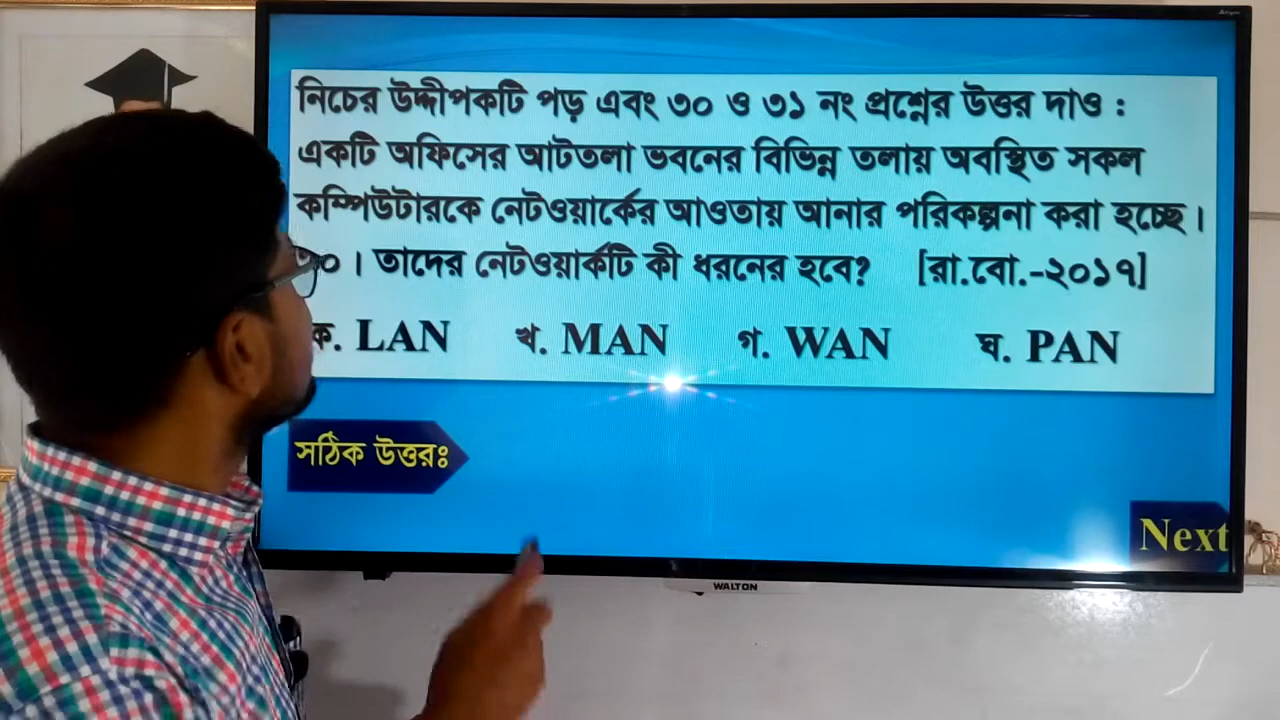 নিচের উদ্দীপকটি পড় এবং ৩০ ও ৩১ নং প্রশ্নের উত্তর দাও :
একটি অফিসের আটতলা ভবনের বিভিন্ন তলায় অবস্থিত সকল
কম্পিউটারকে নেটওয়ার্কের আওতায় আনার পরিকল্পনা করা হচ্ছে।
৩০। তাদের নেটওয়ার্কটি কী ধরনের হবে? [রা.বো.-২০১৭]
ক. LAN খ. MAN গ. WAN ঘ. PAN
সঠিক উত্তরঃ
Next
WALTON